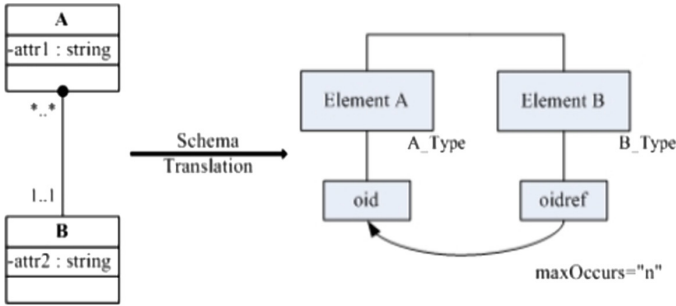 A
-attr1 : string
*..*
1..1
B
-attr2 : string
Schema
Translation
Element A
A_Type
Element B
B_Type
oid
oidref
maxOccurs="n"